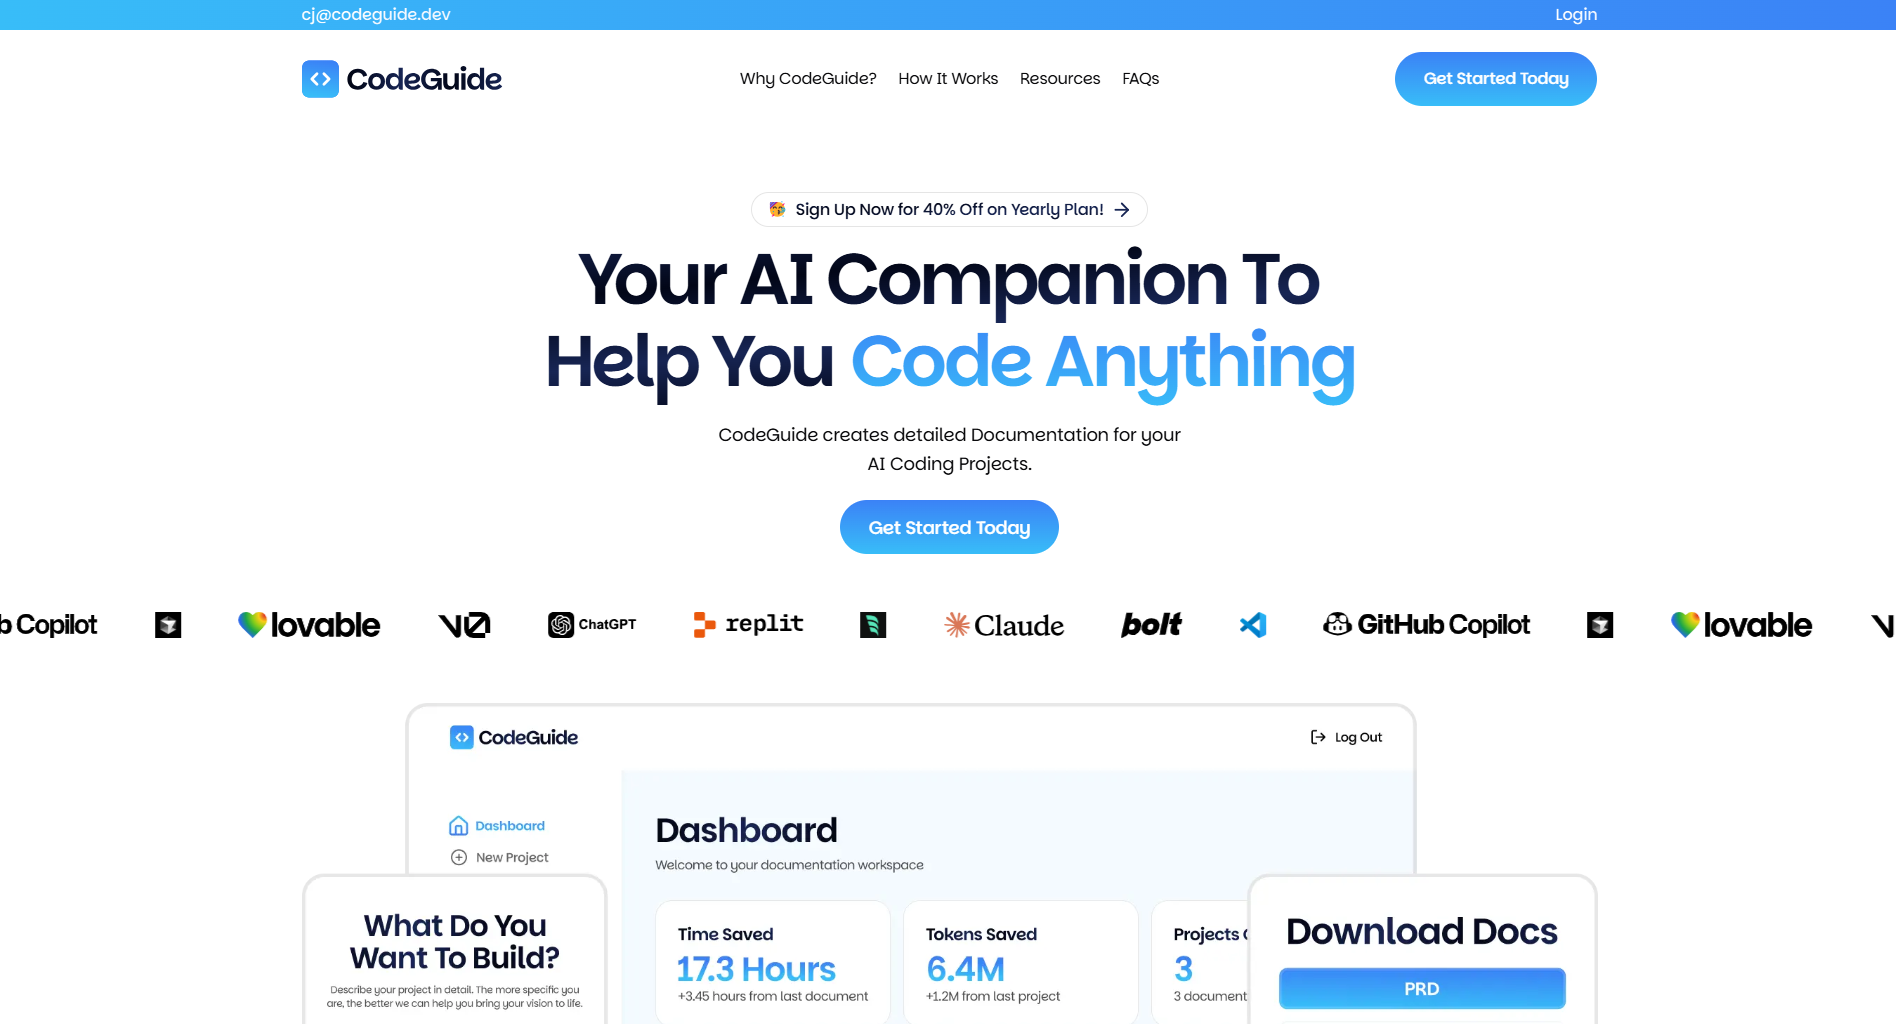 cj@codeguide.dev
Login
CodeGuide
Why CodeGuide?
How It Works
Resources
FAQs
Get Started Today
Sign Up Now for 40% Off on Yearly Plan!
Your AI Companion To
Help You Code Anything
CodeGuide creates detailed Documentation for your
AI Coding Projects.
Get Started Today
b Copilot
lovable
v0
ChatGPT
replit
Claude
bolt
GitHub Copilot
lovable
CodeGuide
Log Out
Dashboard
New Project
Dashboard
Welcome to your documentation workspace
Time Saved
17.3 Hours
+3.45 hours from last document
Tokens Saved
6.4M
+1.2M from last project
Projects
3
3 document
What Do You
Want To Build?
Describe your project in detail. The more specific you
are, the better we can help you bring your vision to life.
Download Docs
PRD